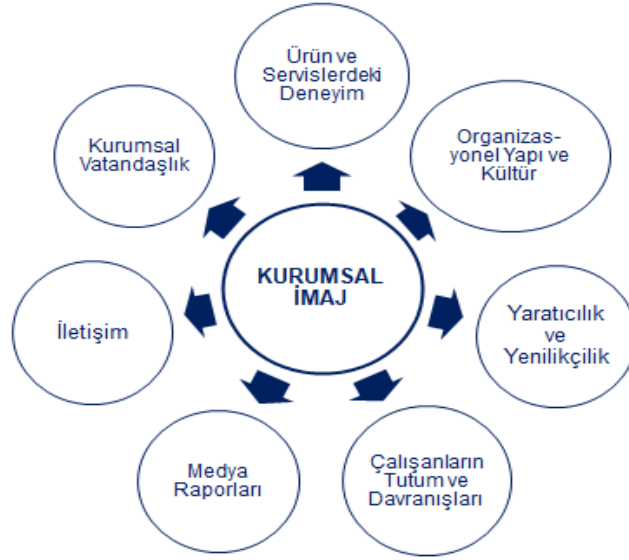 Ürün ve
Servislerdeki
Deneyim
Organizas-
yonel Yapı ve
Kültür
Yaratıcılık
ve
Yenilikçilik
Çalışanların
Tutum ve
Davranışları
Medya
Raporları
İletişim
Kurumsal
Vatandaşlık
KURUMSAL
İMAJ